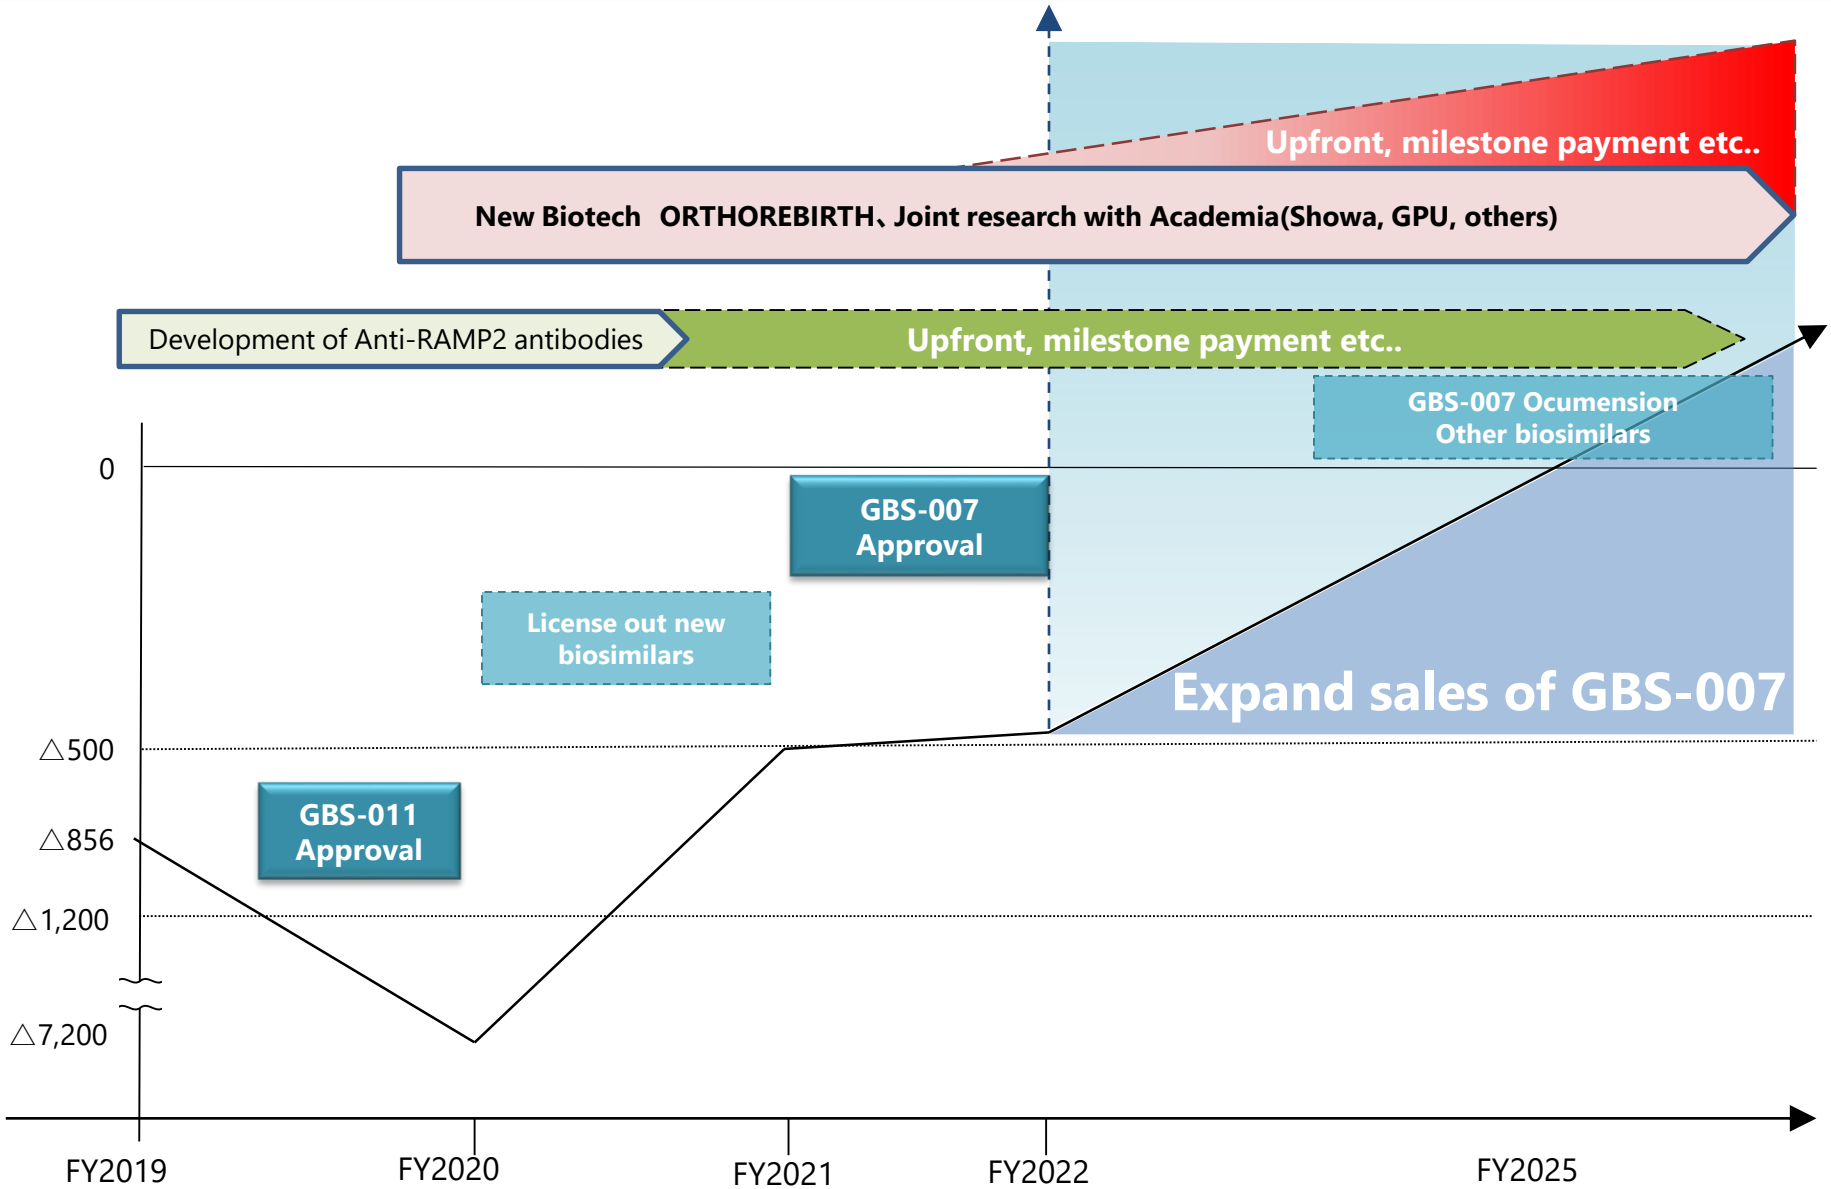 Upfront, milestone payment etc..
New Biotech ORTHOREBIRTH、Joint research with Academia(Showa, GPU, others)
Development of Anti-RAMP2 antibodies
Upfront, milestone payment etc..
GBS-007 Ocumension
Other biosimilars
0
GBS-007
Approval
License out new
biosimilars
Expand sales of GBS-007
△500
GBS-011
Approval
△856
△1,200
△7,200
FY2019
FY2020
FY2021
FY2022
FY2025